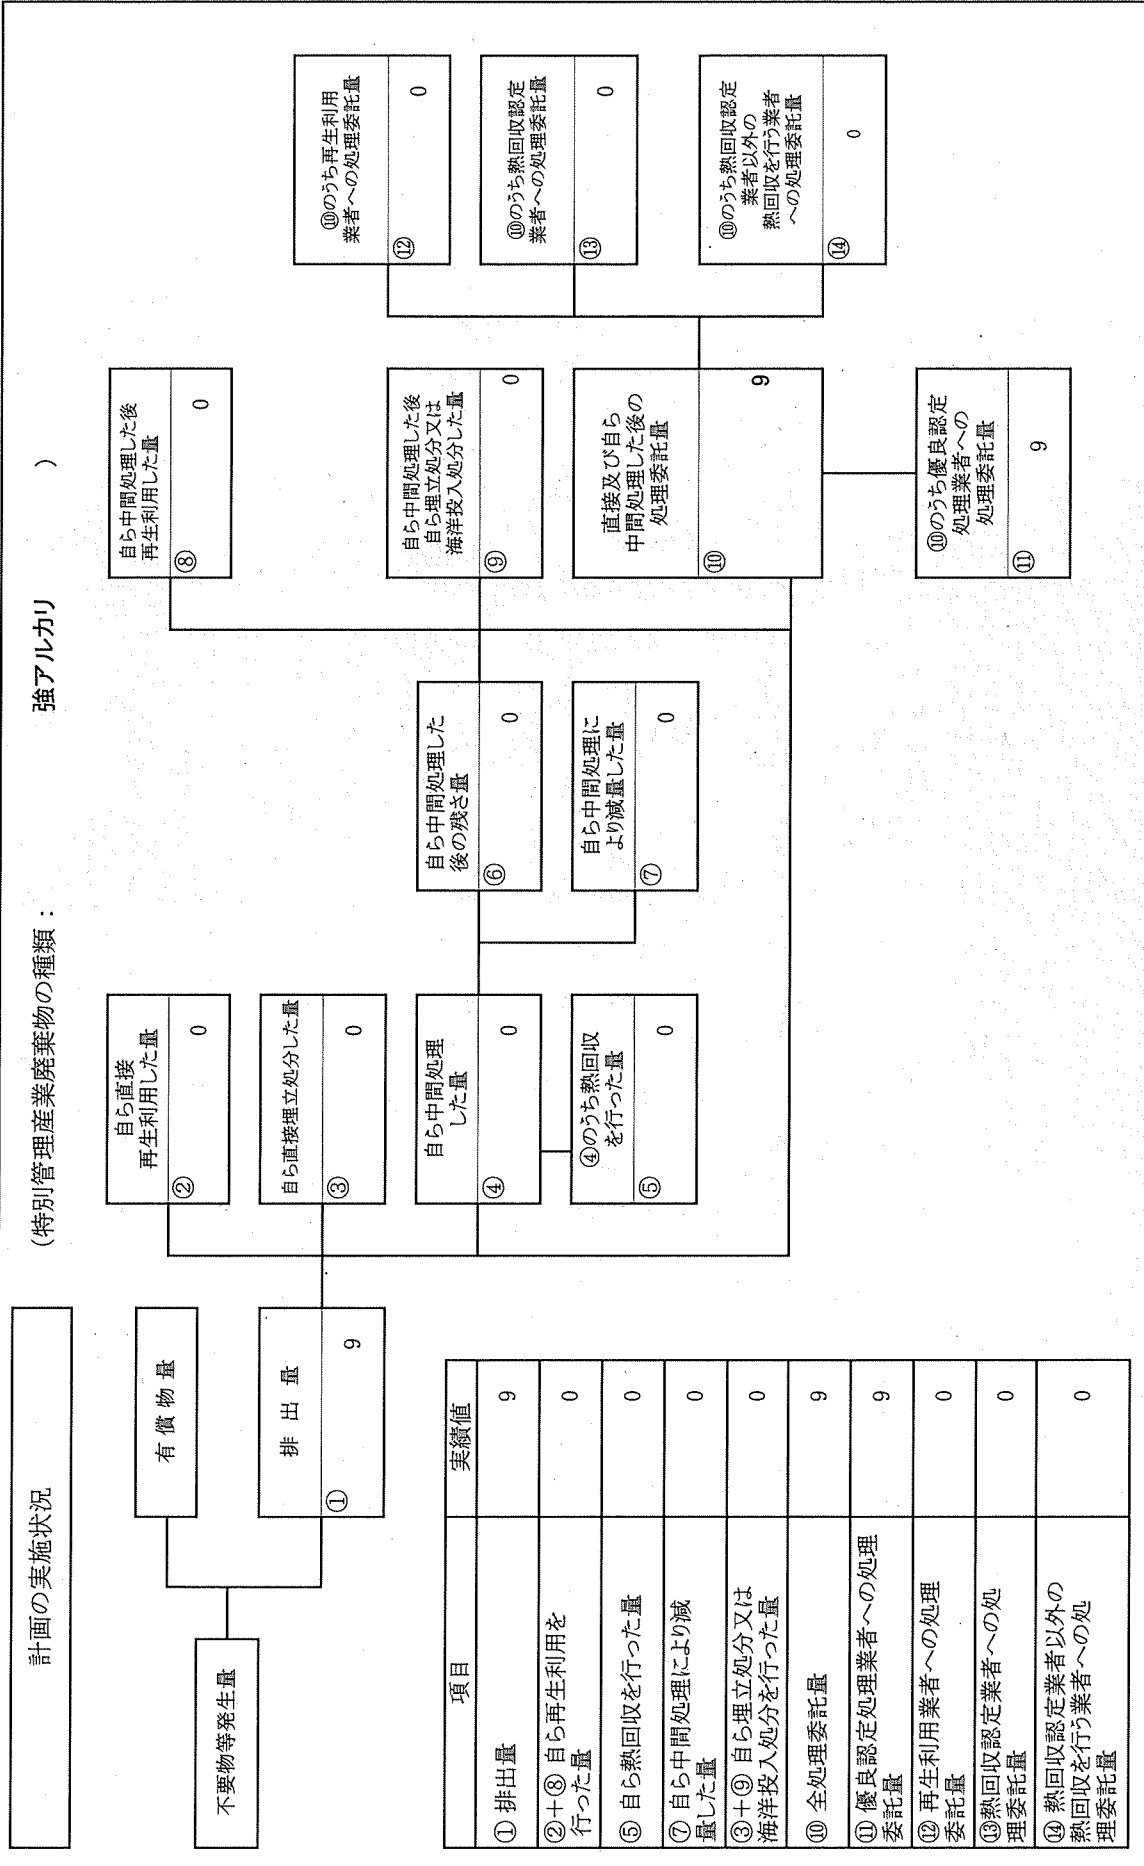 計画の実施状況
(特別管理産業廃棄物の種類：
強アルカリ
)
不要物等発生量
有 償 物 量
排 出 量
①
9
自ら直接
再生利用した量
②
0
自ら直接埋立処分した量
③
0
自ら中間処理
した量
④
0
④のうち熱回収
を行った量
⑤
0
自ら中間処理した
後の残さ量
⑥
0
自ら中間処理に
より減量した量
⑦
0
自ら中間処理した後
再生利用した量
⑧
0
自ら中間処理した後
自ら埋立処分又は
海洋投入処分した量
⑨
0
直接及び自ら
中間処理した後の
処理委託量
⑩
9
⑩のうち優良認定
処理業者への
処理委託量
⑪
9
⑩のうち再生利用
業者への処理委託量
⑫
0
⑩のうち熱回収認定
業者への処理委託量
⑬
0
⑩のうち熱回収認定
業者以外の
熱回収を行う業者
への処理委託量
⑭
0
項目 実績値
① 排出量 9
②＋⑧ 自ら再生利用を
行った量 0
⑤ 自ら熱回収を行った量 0
⑦ 自ら中間処理により減
量した量 0
③＋⑨ 自ら埋立処分又は
海洋投入処分を行った量 0
⑩ 全処理委託量 9
⑪ 優良認定処理業者への処理
委託量 9
⑫ 再生利用業者への処理
委託量 0
⑬熱回収認定業者への処
理委託量 0
⑭ 熱回収認定業者以外の
熱回収を行う業者への処
理委託量 0